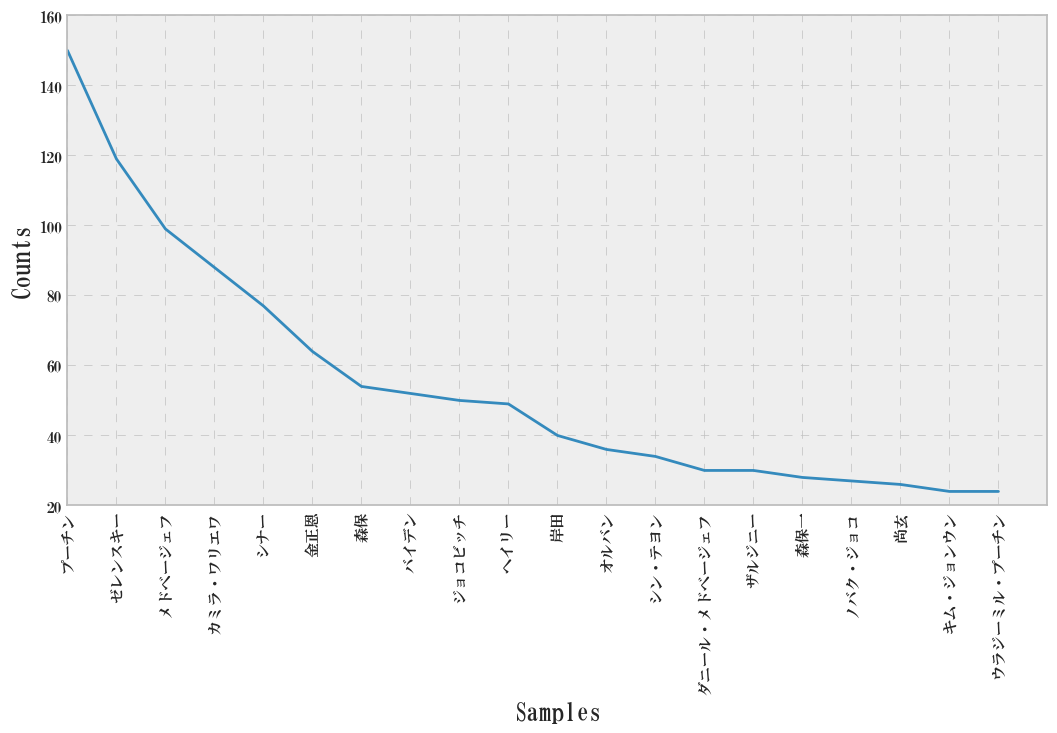 160
140
120
100
80
60
40
20
Counts
プーチン
ゼレンスキー
メドベージェフ
カミラ・ワリエワ
シナー
金正恩
森保
バイデン
ジョコビッチ
ヘイリー
岸田
オルバン
シン・テヨン
ダニール・メドベージェフ
ザルジニー
森保一
ノバク・ジョコ
尚玄
キム・ジョンウン
ウラジーミル・プーチン
Samples